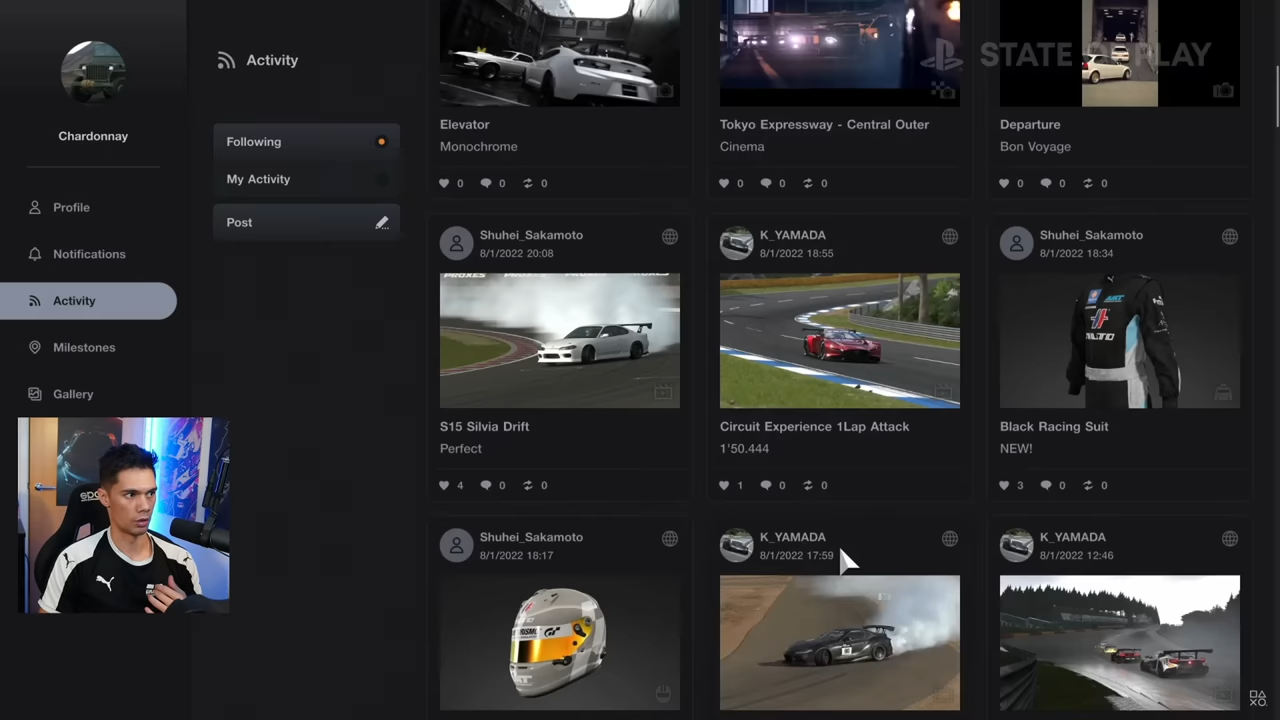 Chardonnay
Profile
Notifications
Activity
Milestones
Gallery
Activity
Following
My Activity
Post
STATE PLAY
Elevator
Monochrome
0 0 0
Tokyo Expressway - Central Outer
Cinema
0 0 0
Departure
Bon Voyage
0 0 0
Shuhei_Sakamoto
8/1/2022 20:08
PROXES
S15 Silvia Drift
Perfect
4 0 0
K_YAMADA
8/1/2022 18:55
Circuit Experience 1Lap Attack
1'50.444
1 0 0
Shuhei_Sakamoto
8/1/2022 18:34
Black Racing Suit
NEW!
3 0 0
Shuhei_Sakamoto
8/1/2022 18:17
K_YAMADA
8/1/2022 17:59
K_YAMADA
8/1/2022 12:46